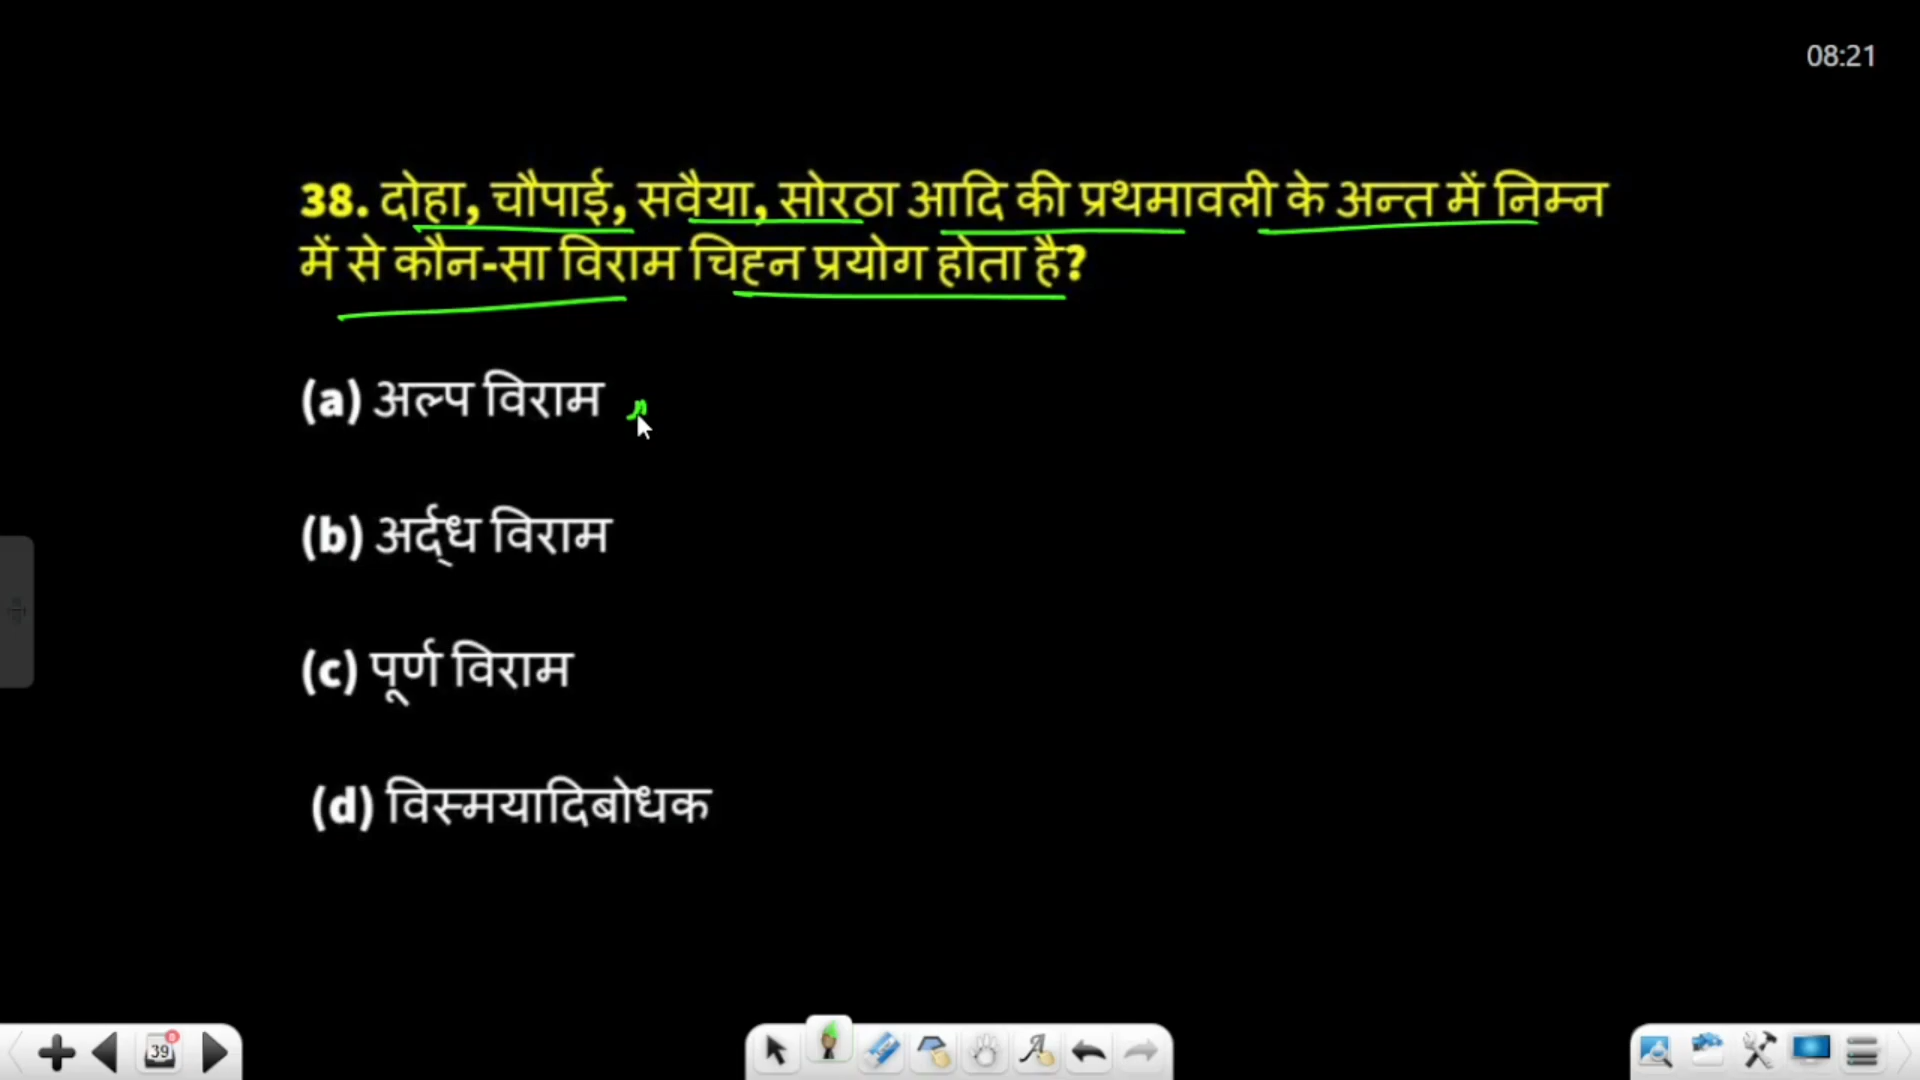 08:21
38. दोहा, चौपाई, सवैया, सोरठा आदि की प्रथमावली के अन्त में निम्न
में से कौन-सा विराम चिह्न प्रयोग होता है?
(a) अल्प विराम
(b) अर्द्ध विराम
(c) पूर्ण विराम
(d) विस्मयादिबोधक
39